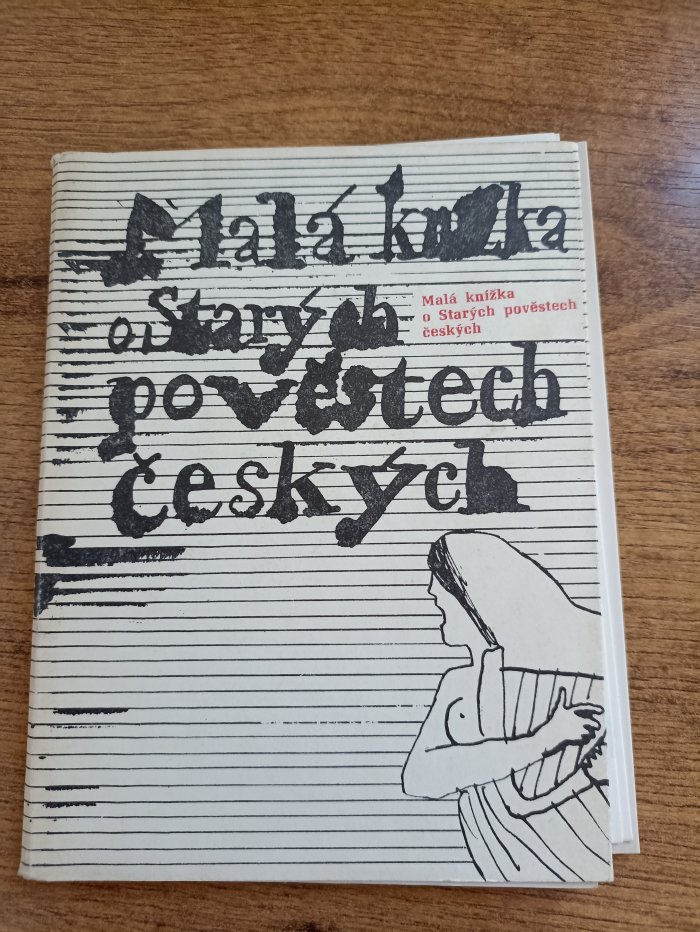 Malá knížka
o Starých
pověstech
českých
Malá knížka
o Starých pověstech
českých